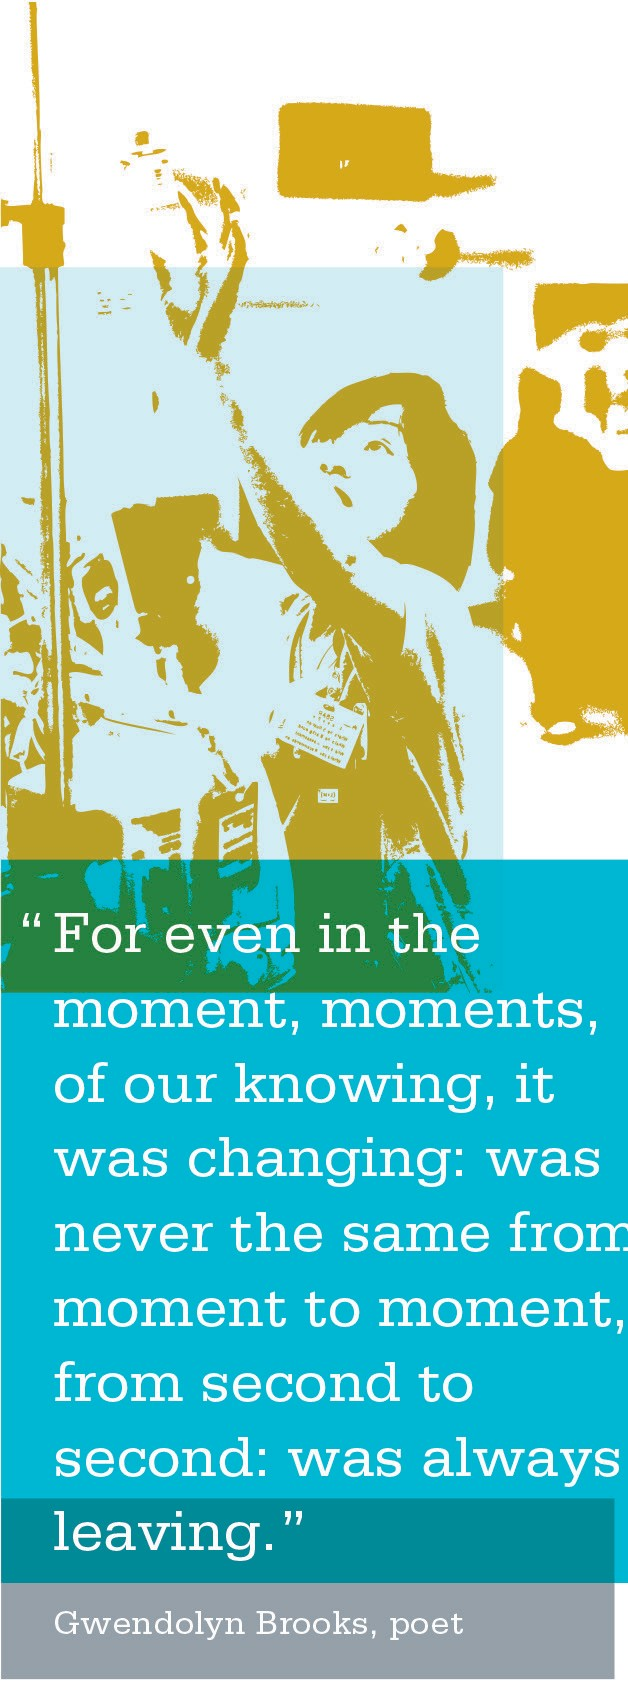 “For even in the
moment, moments,
of our knowing, it
was changing: was
never the same from
moment to moment,
from second to
second: was always
leaving.”
Gwendolyn Brooks, poet